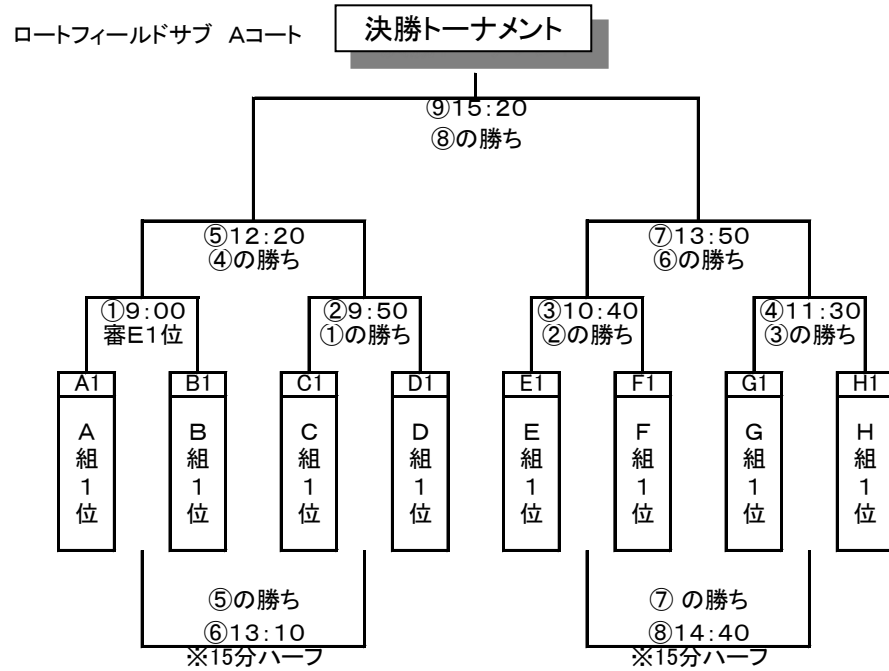 ロートフィールドサブ Aコート
決勝トーナメント
⑨15:20
⑧の勝ち
⑤12:20
④の勝ち
⑦13:50
⑥の勝ち
①9:00
審E1位
②9:50
①の勝ち
③10:40
②の勝ち
④11:30
③の勝ち
A1 B1 C1 D1 E1 F1 G1 H1
A組1位
B組1位
C組1位
D組1位
E組1位
F組1位
G組1位
H組1位
⑤の勝ち
⑥13:10
※15分ハーフ
⑦ の勝ち
⑧14:40
※15分ハーフ